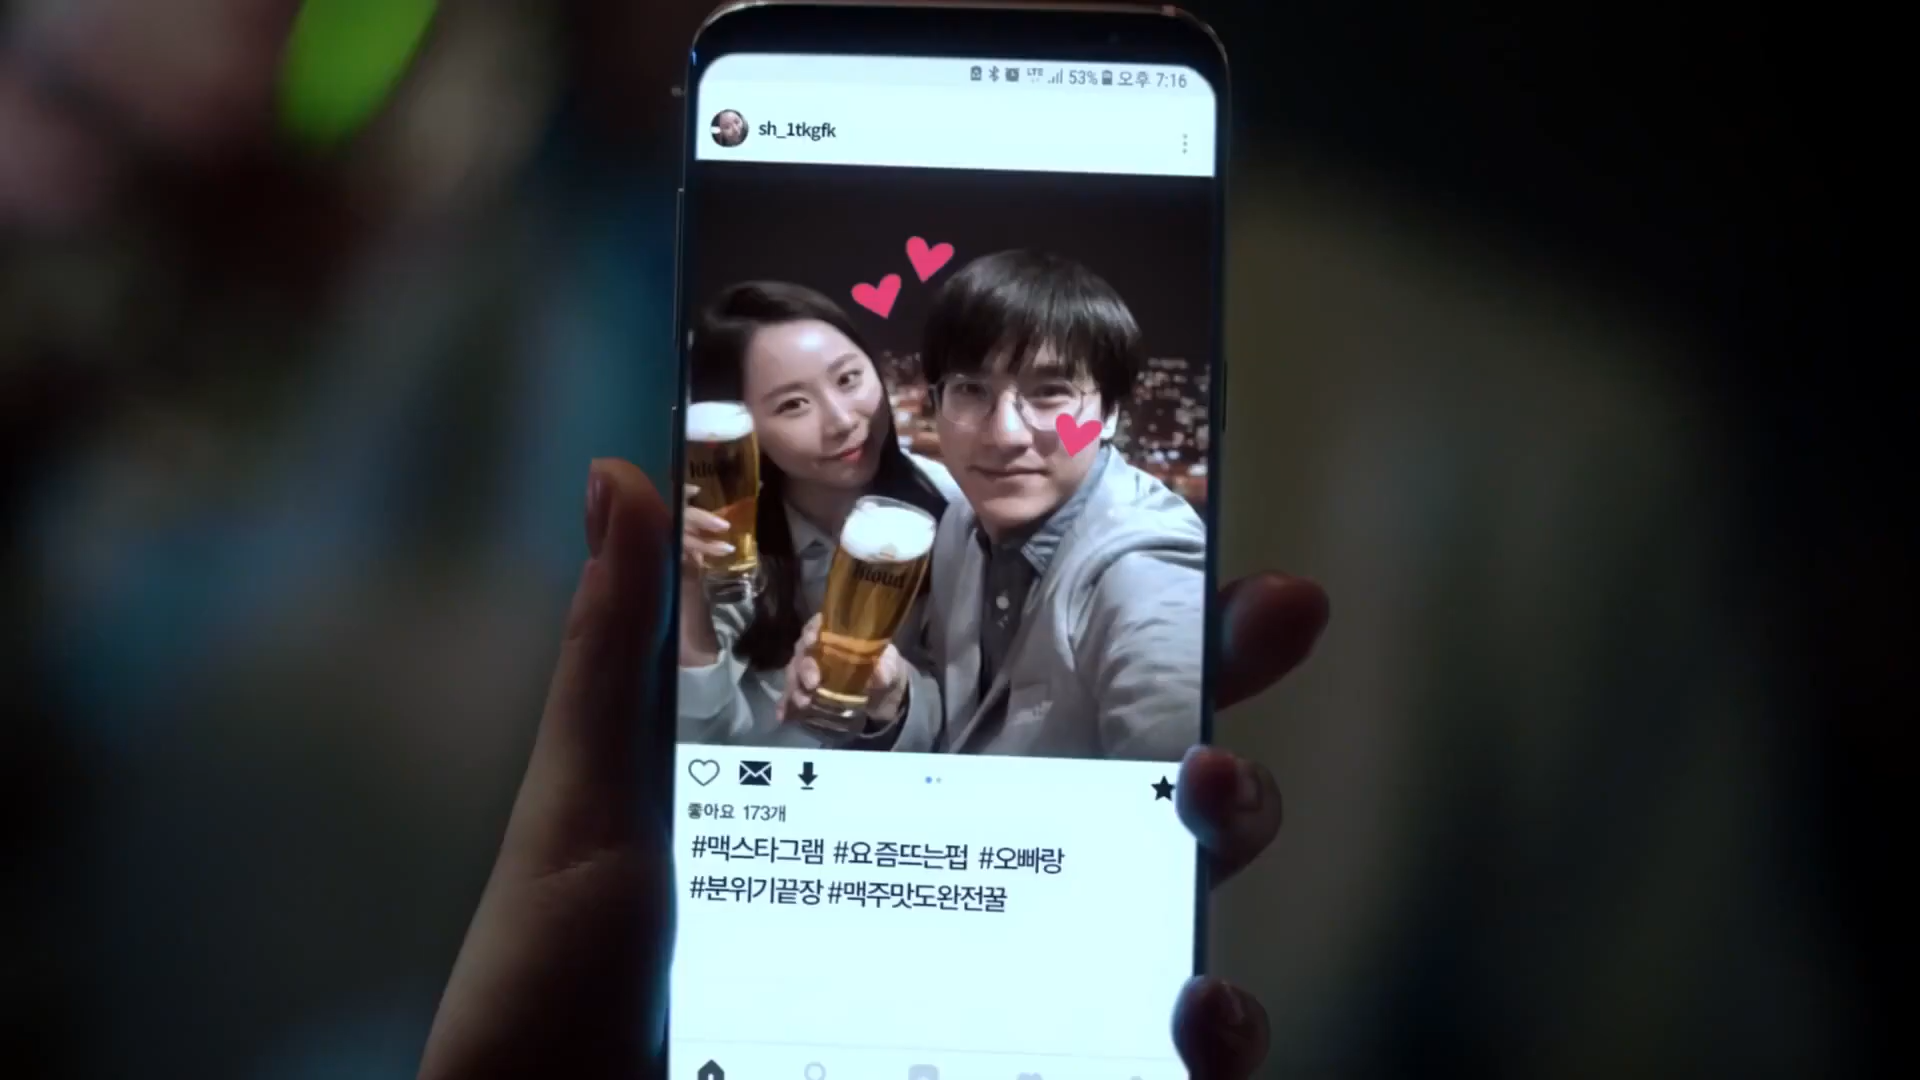 LTE 53% 오후 7:16
sh_1tkgfk
kloud
좋아요 173개
#맥스타그램 #요즘뜨는펍 #오빠랑
#분위기끝장 #맥주맛도완전꿀